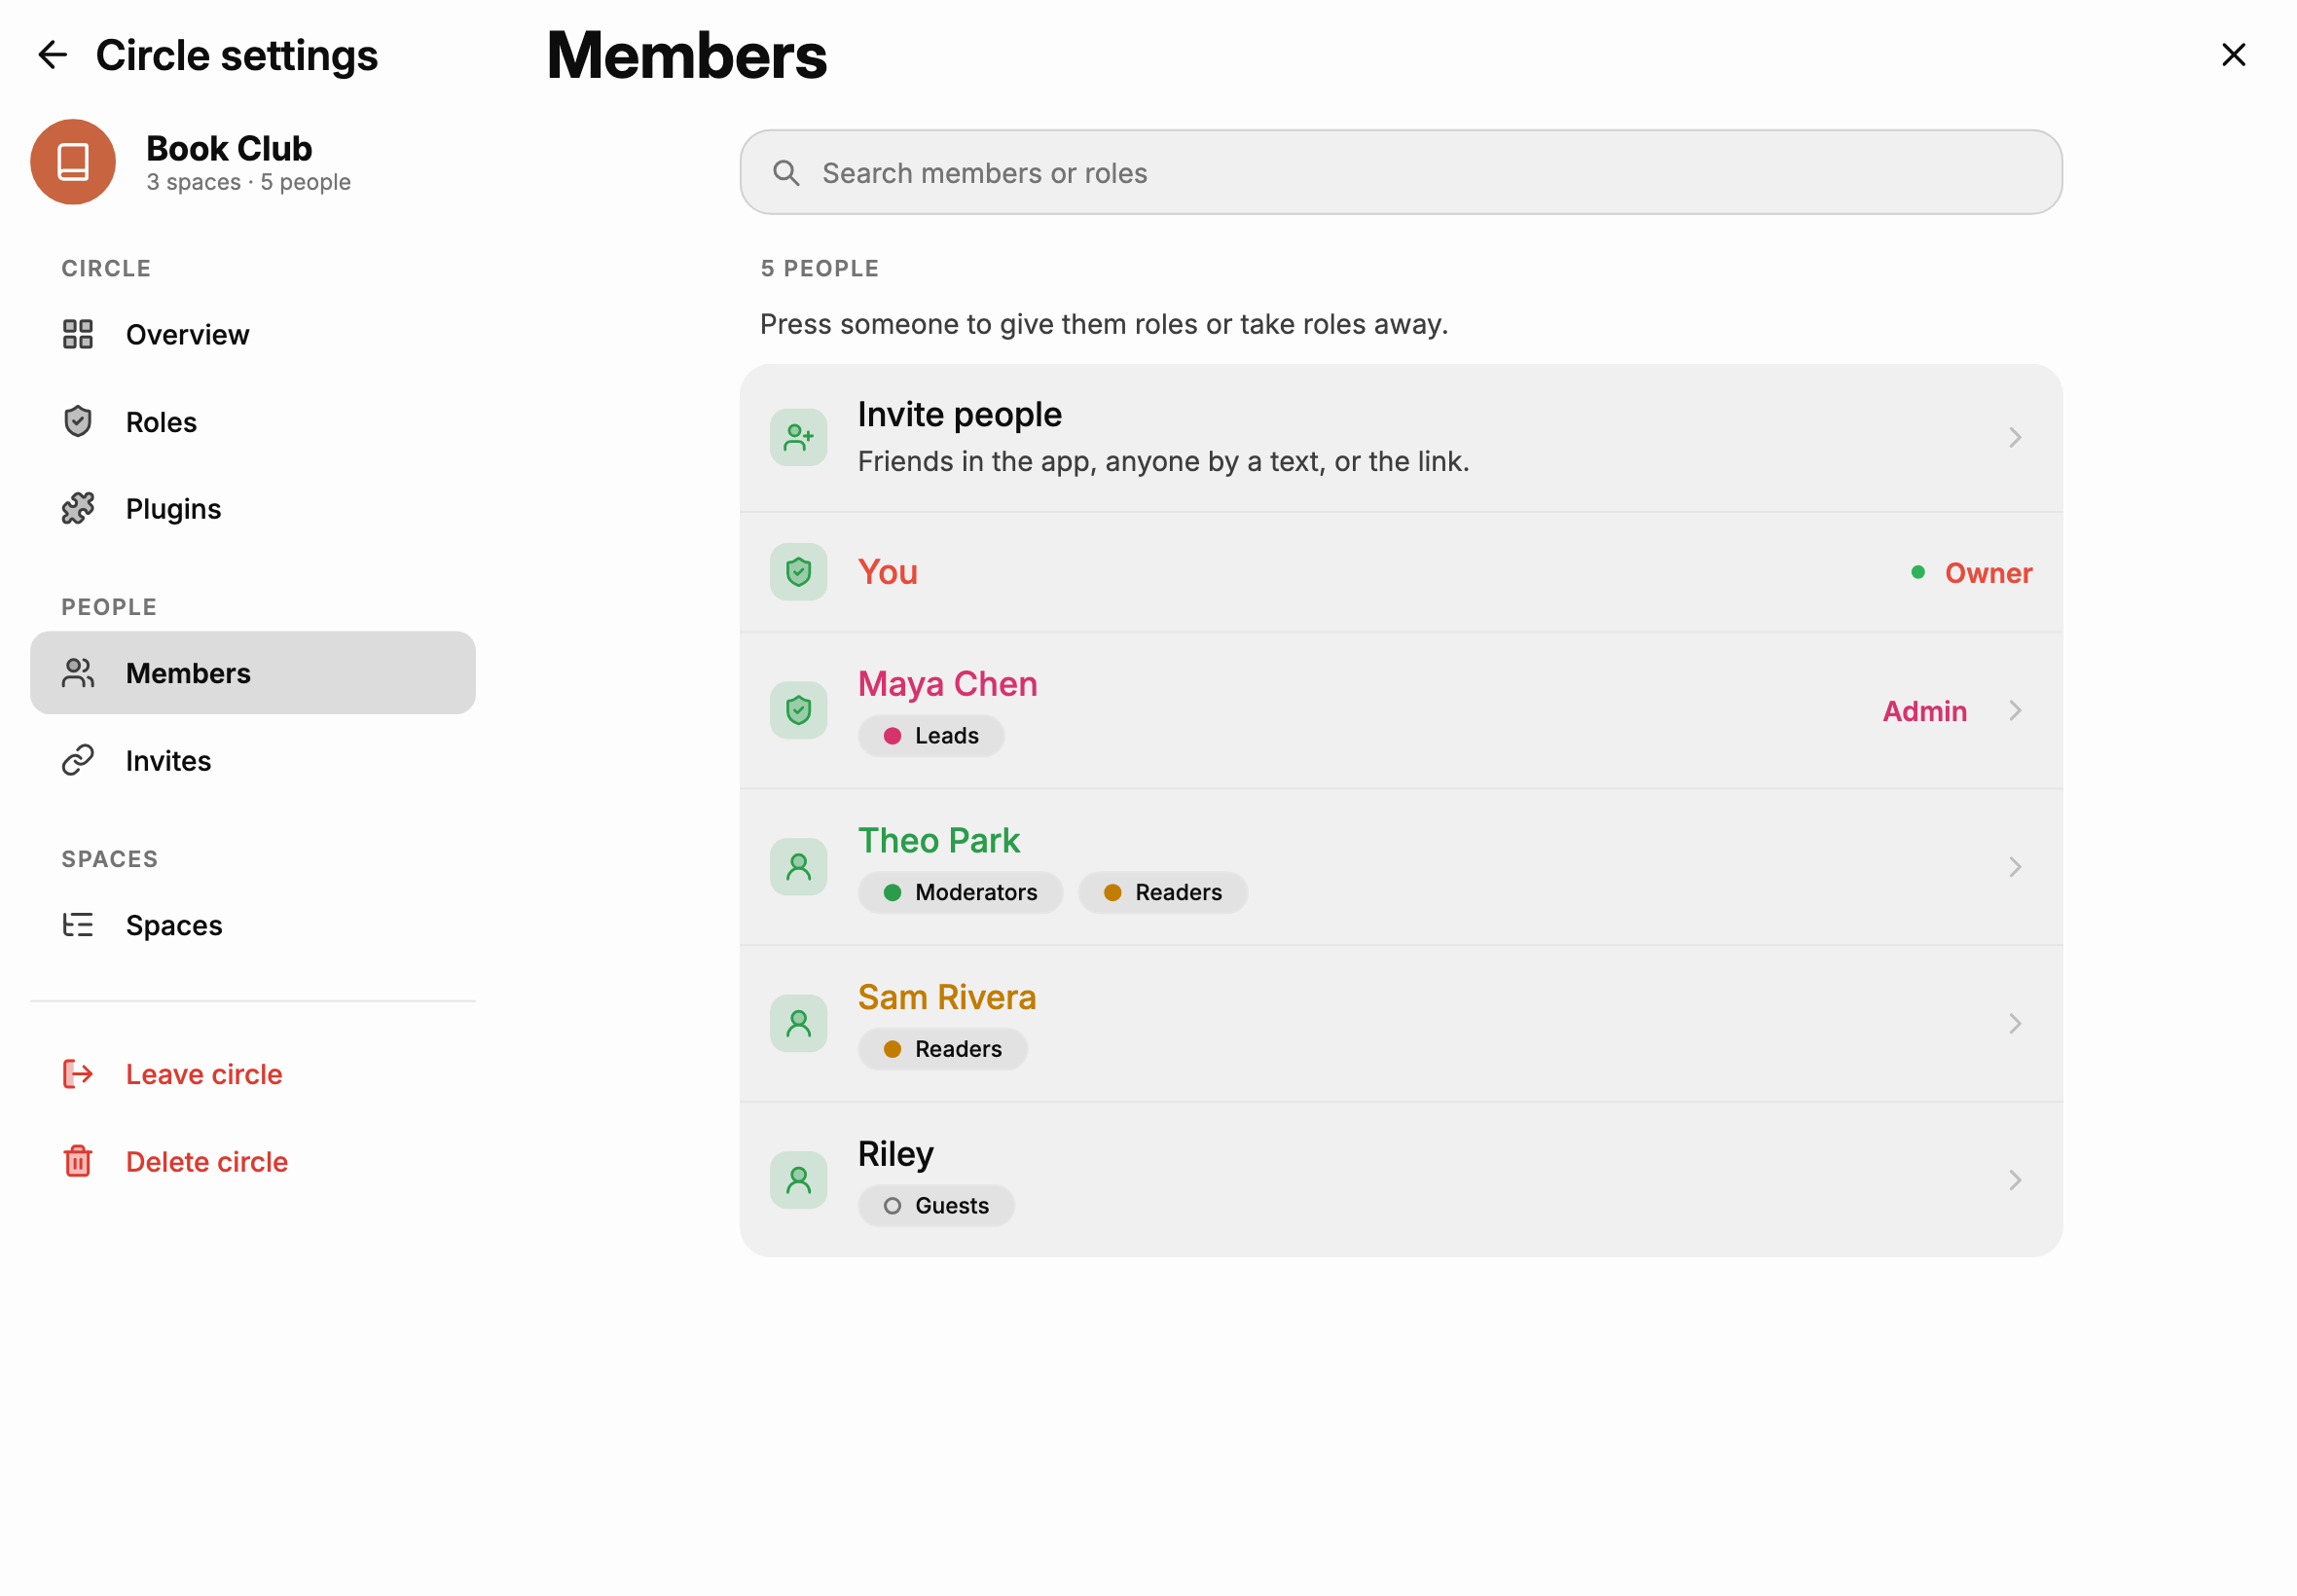 Circle settings
Book Club
3 spaces · 5 people
CIRCLE
Overview
Roles
Plugins
PEOPLE
Members
Invites
SPACES
Spaces
Leave circle
Delete circle
Members
Search members or roles
5 PEOPLE
Press someone to give them roles or take roles away.
Invite people
Friends in the app, anyone by a text, or the link.
You
Owner
Maya Chen
Leads
Admin
Theo Park
Moderators Readers
Sam Rivera
Readers
Riley
Guests